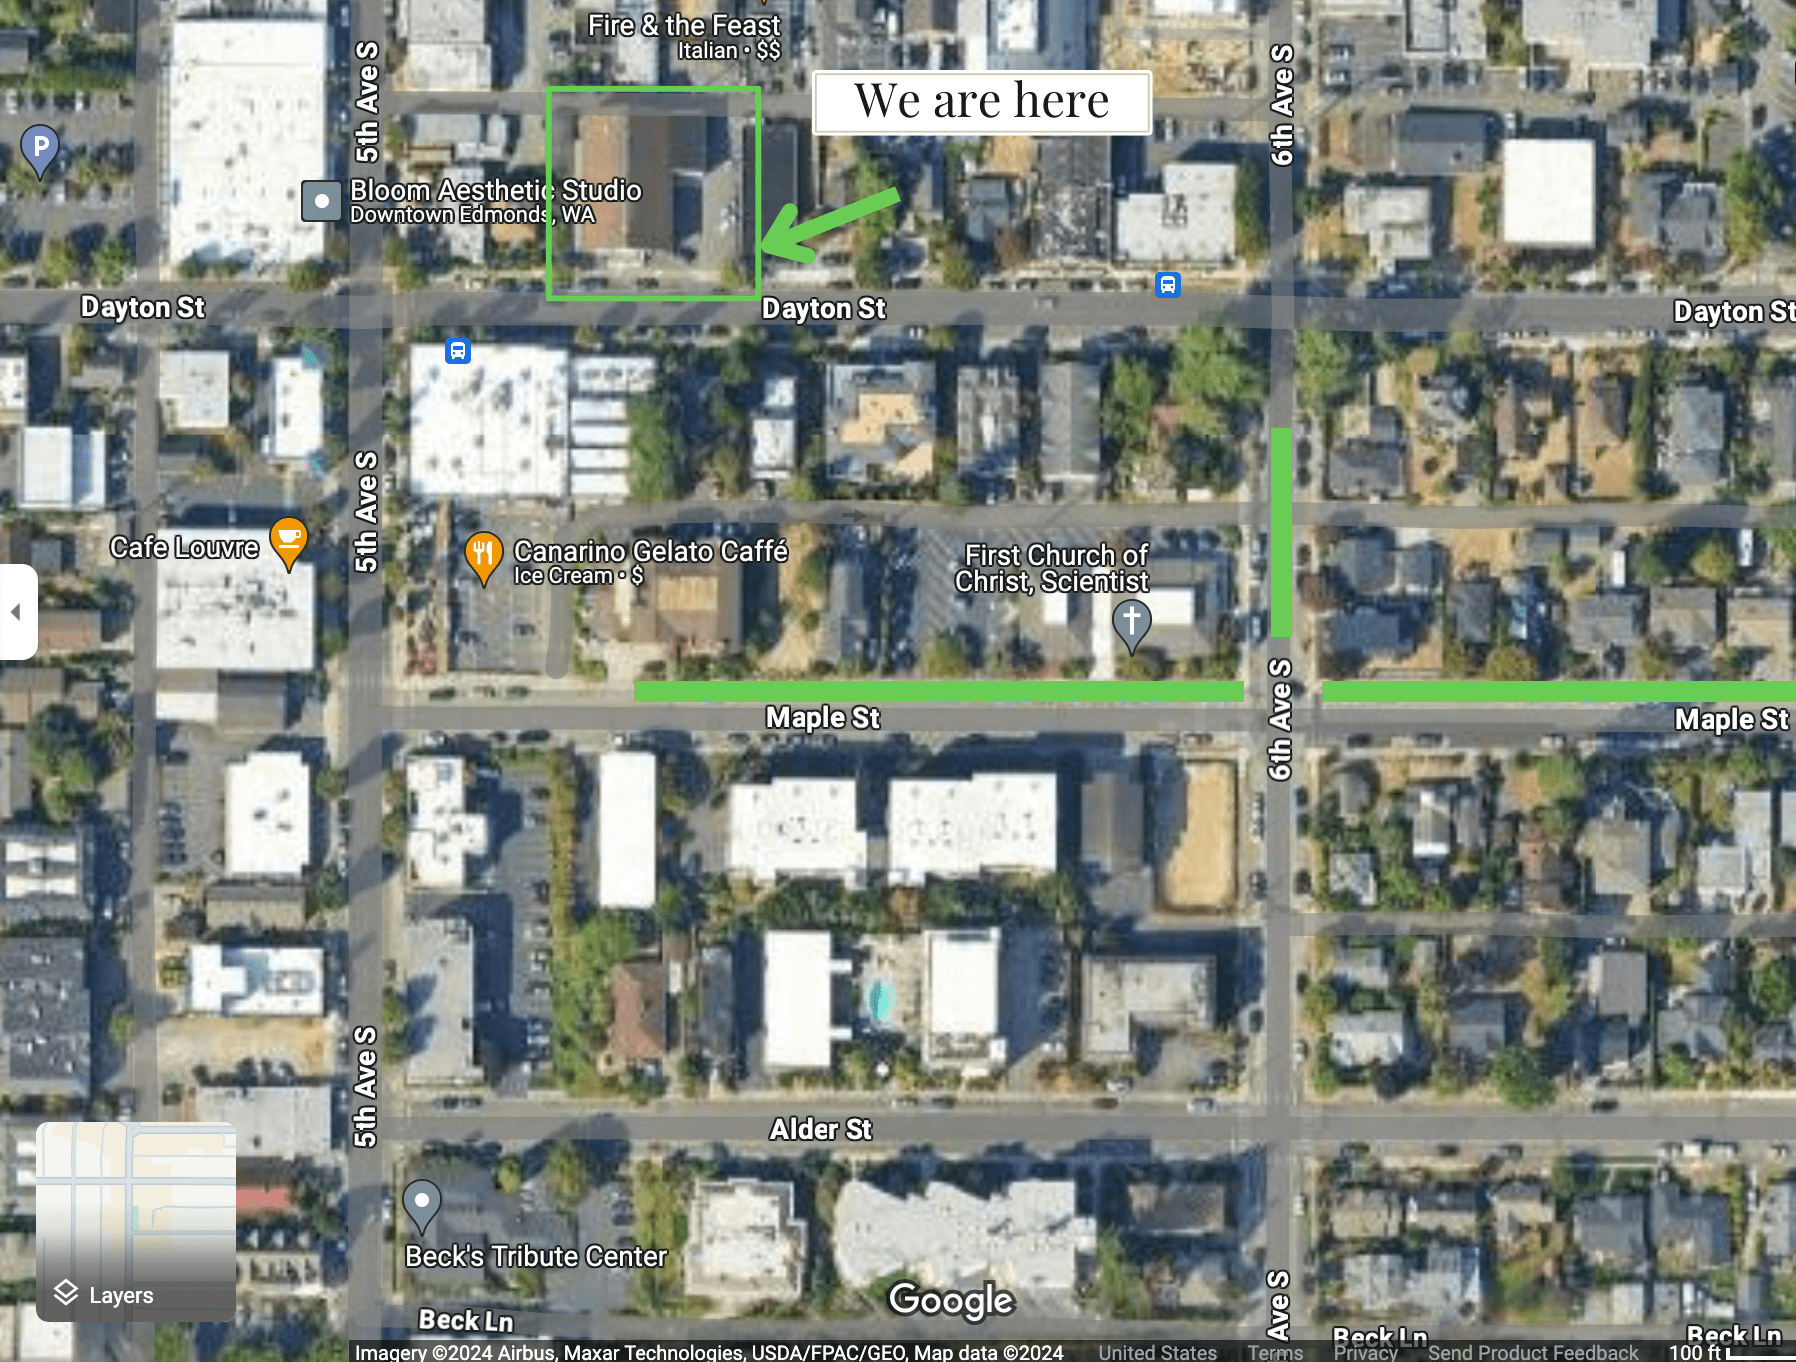 Fire & the Feast
Italian • $$
We are here
5th Ave S
6th Ave S
P
Bloom Aesthetic Studio
Downtown Edmonds, WA
Dayton St
Dayton St
Dayton St
5th Ave S
Cafe Louvre
Canarino Gelato Caffé
Ice Cream • $
First Church of
Christ, Scientist
6th Ave S
Maple St
Maple St
5th Ave S
Alder St
Beck's Tribute Center
Layers
Google
Ave S
Beck Ln
Beck Ln
Beck Ln
Imagery ©2024 Airbus, Maxar Technologies, USDA/FPAC/GEO, Map data ©2024 United States Terms Privacy Send Product Feedback 100 ft